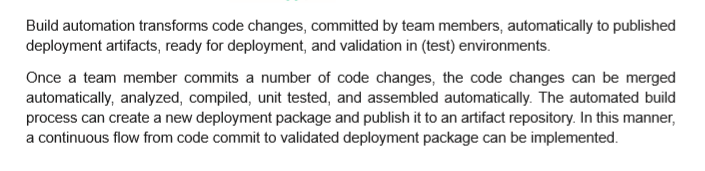 Build automation transforms code changes, committed by team members, automatically to published
deployment artifacts, ready for deployment, and validation in (test) environments.
Once a team member commits a number of code changes, the code changes can be merged
automatically, analyzed, compiled, unit tested, and assembled automatically. The automated build
process can create a new deployment package and publish it to an artifact repository. In this manner,
a continuous flow from code commit to validated deployment package can be implemented.